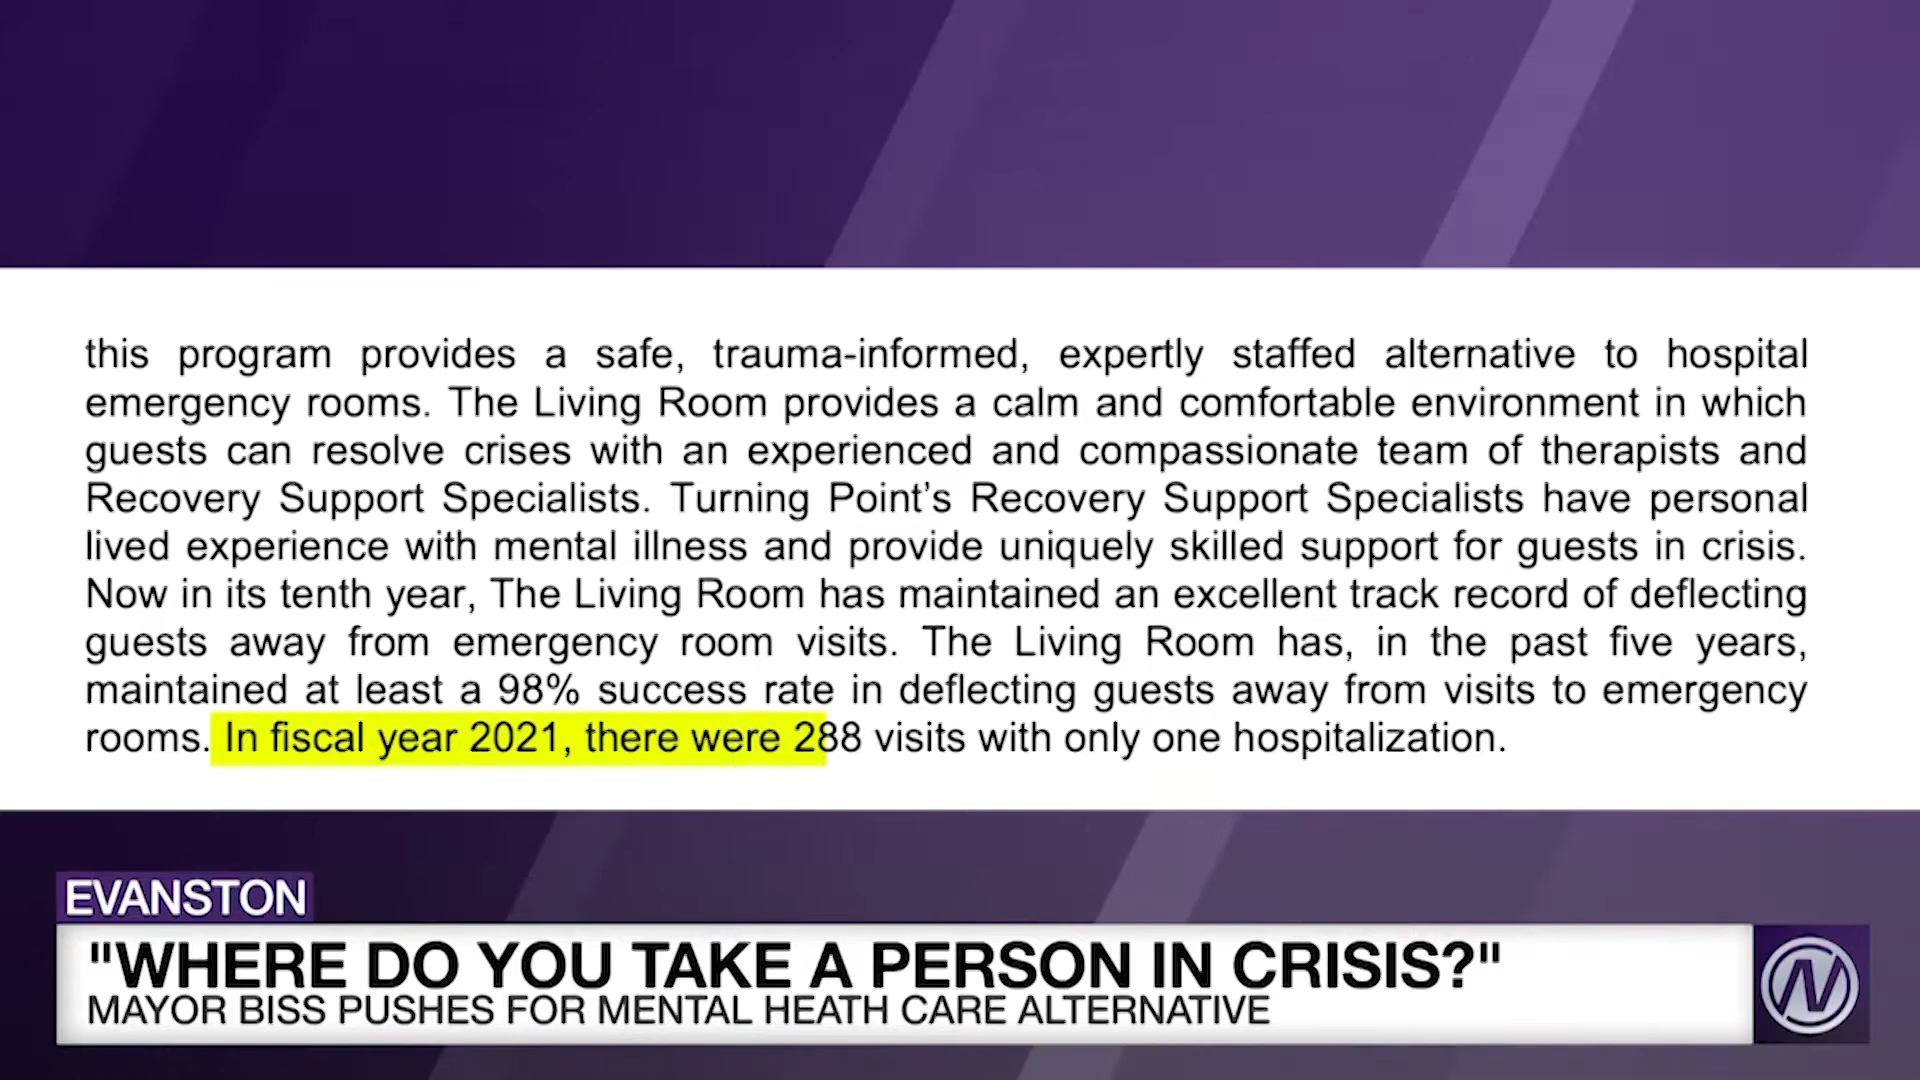 this program provides a safe, trauma-informed, expertly staffed alternative to hospital
emergency rooms. The Living Room provides a calm and comfortable environment in which
guests can resolve crises with an experienced and compassionate team of therapists and
Recovery Support Specialists. Turning Point’s Recovery Support Specialists have personal
lived experience with mental illness and provide uniquely skilled support for guests in crisis.
Now in its tenth year, The Living Room has maintained an excellent track record of deflecting
guests away from emergency room visits. The Living Room has, in the past five years,
maintained at least a 98% success rate in deflecting guests away from visits to emergency
rooms. In fiscal year 2021, there were 288 visits with only one hospitalization.
EVANSTON
"WHERE DO YOU TAKE A PERSON IN CRISIS?"
MAYOR BISS PUSHES FOR MENTAL HEATH CARE ALTERNATIVE
N